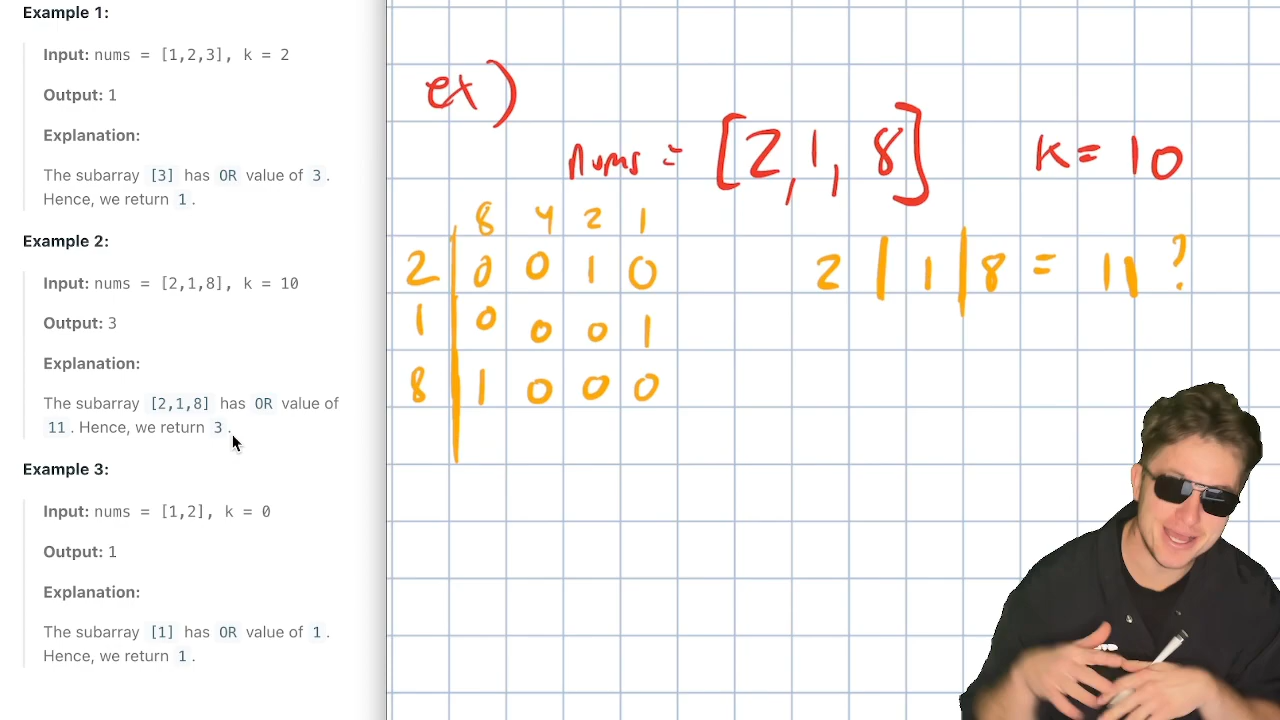 Example 1:
Input: nums = [1,2,3], k = 2
Output: 1
Explanation:
The subarray [3] has OR value of 3.
Hence, we return 1.
Example 2:
Input: nums = [2,1,8], k = 10
Output: 3
Explanation:
The subarray [2,1,8] has OR value of
11. Hence, we return 3.
Example 3:
Input: nums = [1,2], k = 0
Output: 1
Explanation:
The subarray [1] has OR value of 1.
Hence, we return 1.
ex)
nums = [2, 1, 8] k = 10
8 4 2 1
2 | 0 0 1 0
1 | 0 0 0 1
8 | 1 0 0 0
2 | 1 | 8 = 11 ?